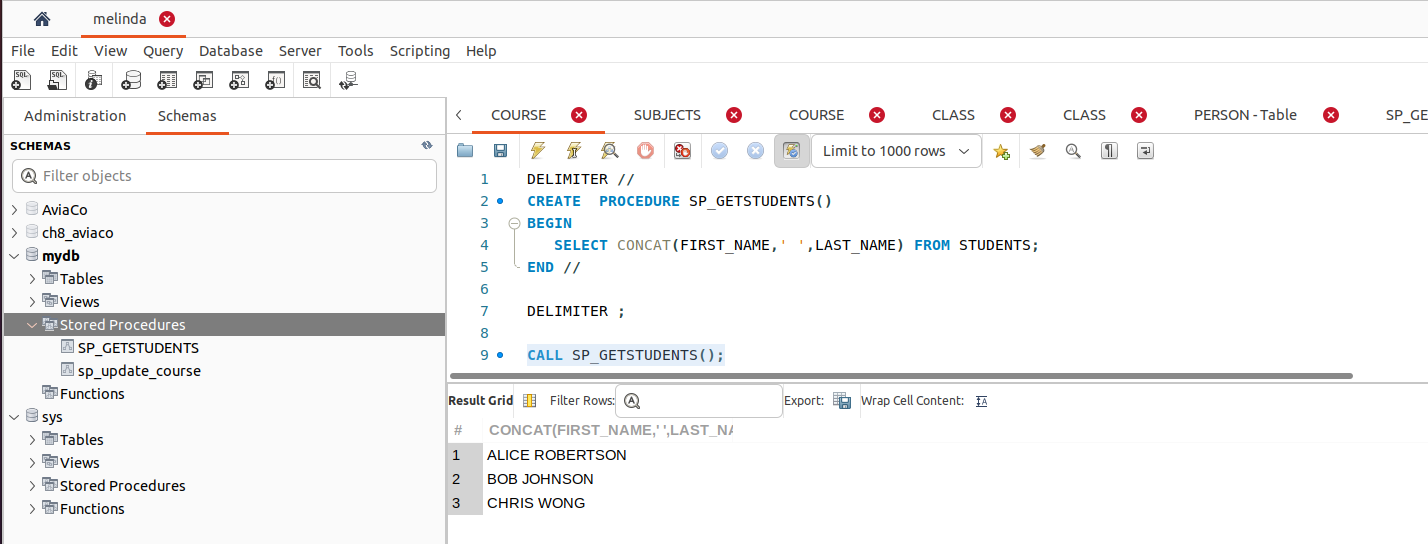 melinda
File Edit View Query Database Server Tools Scripting Help
Administration Schemas
SCHEMAS
Filter objects
AviaCo
ch8_aviaco
mydb
Tables
Views
Stored Procedures
SP_GETSTUDENTS
sp_update_course
Functions
sys
Tables
Views
Stored Procedures
Functions
COURSE SUBJECTS COURSE CLASS CLASS PERSON - Table SP_GE
Limit to 1000 rows
1 DELIMITER //
2 CREATE  PROCEDURE SP_GETSTUDENTS()
3 BEGIN
4    SELECT CONCAT(FIRST_NAME,' ',LAST_NAME) FROM STUDENTS;
5 END //
6
7 DELIMITER ;
8
9 CALL SP_GETSTUDENTS();
Result Grid Filter Rows: Export: Wrap Cell Content:
# CONCAT(FIRST_NAME,' ',LAST_NA
1 ALICE ROBERTSON
2 BOB JOHNSON
3 CHRIS WONG